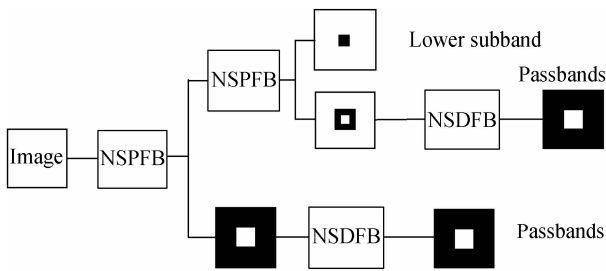 Lower subband
NSPFB
Passbands
NSDFB
Image
NSPFB
NSDFB
Passbands